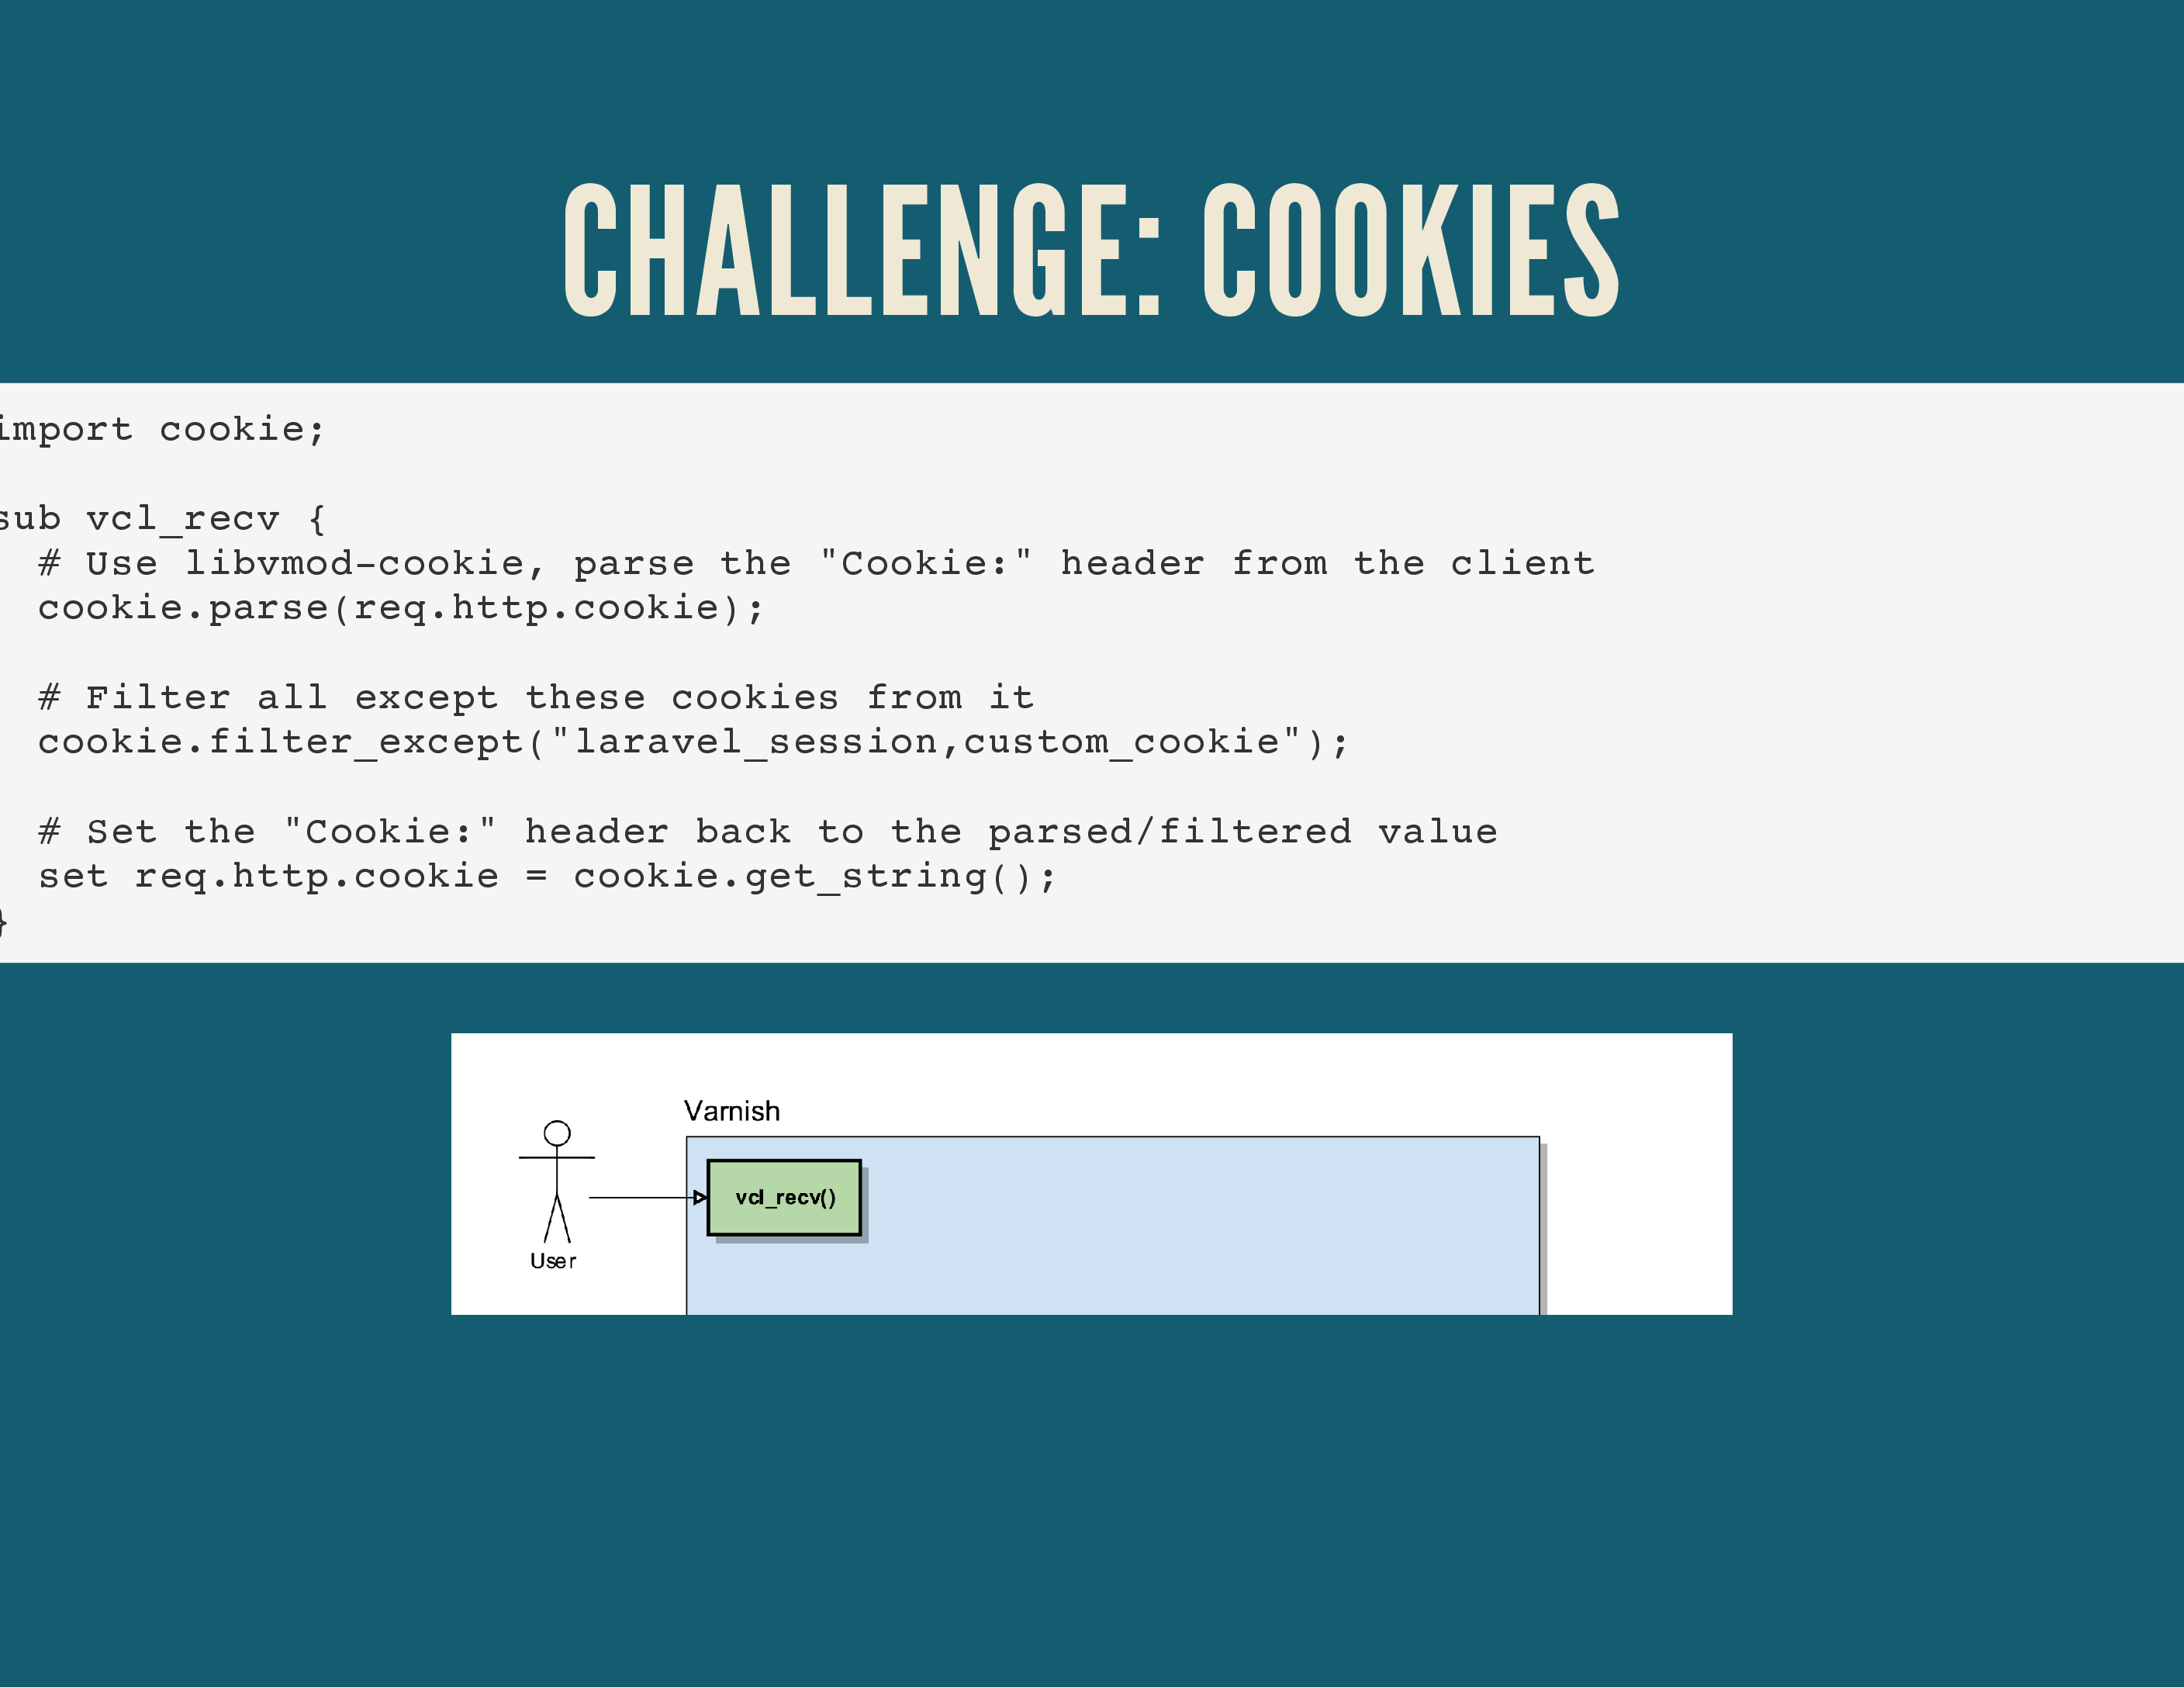 CHALLENGE: COOKIES
import cookie;
sub vcl_recv {
# Use libvmod-cookie, parse the "Cookie:" header from the client
cookie.parse(req.http.cookie);
# Filter all except these cookies from it
cookie.filter_except("laravel_session,custom_cookie");
# Set the "Cookie:" header back to the parsed/filtered value
set req.http.cookie = cookie.get_string();
}
Varnish
vcl_recv()
User